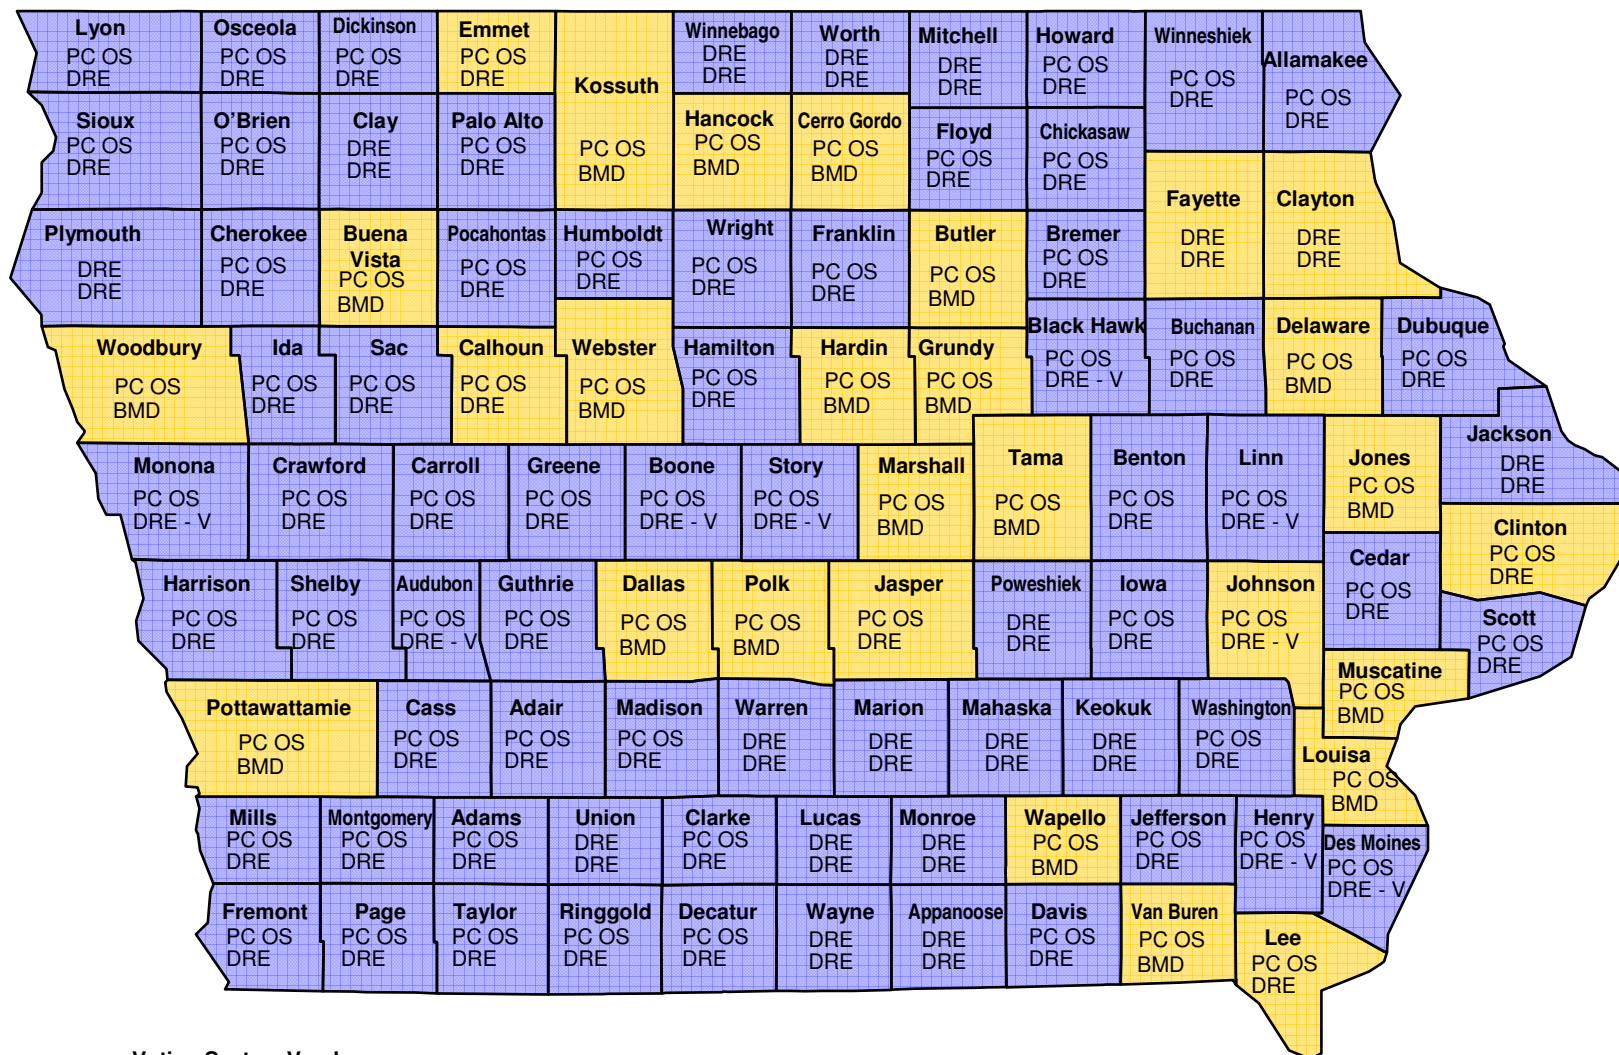 Lyon
PC OS
DRE
Osceola
PC OS
DRE
Dickinson
PC OS
DRE
Emmet
PC OS
DRE
Kossuth
PC OS
BMD
Winnebago
DRE
DRE
Worth
DRE
DRE
Mitchell
DRE
DRE
Howard
PC OS
DRE
Winneshiek
PC OS
DRE
Allamakee
PC OS
DRE
Sioux
PC OS
DRE
O'Brien
PC OS
DRE
Clay
DRE
DRE
Palo Alto
PC OS
DRE
Hancock
PC OS
BMD
Cerro Gordo
PC OS
BMD
Floyd
PC OS
DRE
Chickasaw
PC OS
DRE
Fayette
DRE
DRE
Clayton
DRE
DRE
Plymouth
DRE
DRE
Cherokee
PC OS
DRE
Buena
Vista
PC OS
BMD
Pocahontas
PC OS
DRE
Humboldt
PC OS
DRE
Wright
PC OS
DRE
Franklin
PC OS
DRE
Butler
PC OS
BMD
Bremer
PC OS
DRE
Woodbury
PC OS
BMD
Ida
PC OS
DRE
Sac
PC OS
DRE
Calhoun
PC OS
DRE
Webster
PC OS
BMD
Hamilton
PC OS
DRE
Hardin
PC OS
BMD
Grundy
PC OS
BMD
Black Hawk
PC OS
DRE - V
Buchanan
PC OS
DRE
Delaware
PC OS
BMD
Dubuque
PC OS
DRE
Monona
PC OS
DRE - V
Crawford
PC OS
DRE
Carroll
PC OS
DRE
Greene
PC OS
DRE
Boone
PC OS
DRE - V
Story
PC OS
DRE - V
Marshall
PC OS
BMD
Tama
PC OS
BMD
Benton
PC OS
DRE
Linn
PC OS
DRE - V
Jones
PC OS
BMD
Jackson
DRE
DRE
Clinton
PC OS
DRE
Harrison
PC OS
DRE
Shelby
PC OS
DRE
Audubon
PC OS
DRE - V
Guthrie
PC OS
DRE
Dallas
PC OS
BMD
Polk
PC OS
BMD
Jasper
PC OS
DRE
Poweshiek
DRE
DRE
Iowa
PC OS
DRE
Johnson
PC OS
DRE - V
Cedar
PC OS
DRE
Scott
PC OS
DRE
Muscatine
PC OS
BMD
Pottawattamie
PC OS
BMD
Cass
PC OS
DRE
Adair
PC OS
DRE
Madison
PC OS
DRE
Warren
DRE
DRE
Marion
DRE
DRE
Mahaska
DRE
DRE
Keokuk
DRE
DRE
Washington
PC OS
DRE
Louisa
PC OS
BMD
Mills
PC OS
DRE
Montgomery
PC OS
DRE
Adams
PC OS
DRE
Union
DRE
DRE
Clarke
PC OS
DRE
Lucas
DRE
DRE
Monroe
DRE
DRE
Wapello
PC OS
BMD
Jefferson
PC OS
DRE
Henry
PC OS
DRE - V
Des Moines
PC OS
DRE - V
Fremont
PC OS
DRE
Page
PC OS
DRE
Taylor
PC OS
DRE
Ringgold
PC OS
DRE
Decatur
PC OS
DRE
Wayne
DRE
DRE
Appanoose
DRE
DRE
Davis
PC OS
DRE
Van Buren
PC OS
BMD
Lee
PC OS
DRE